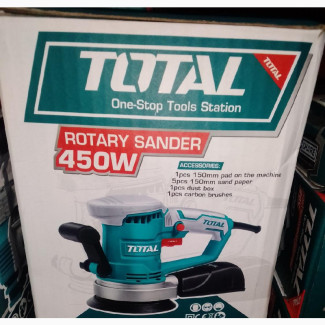 TOTAL
One-Stop Tools Station
TOTAL
ROTARY SANDER
450W
ACCESSORIES:
1pcs 150mm pad on the machine
5pcs 150mm sand paper
1pcs dust box
1pcs carbon brushes
TOTAL